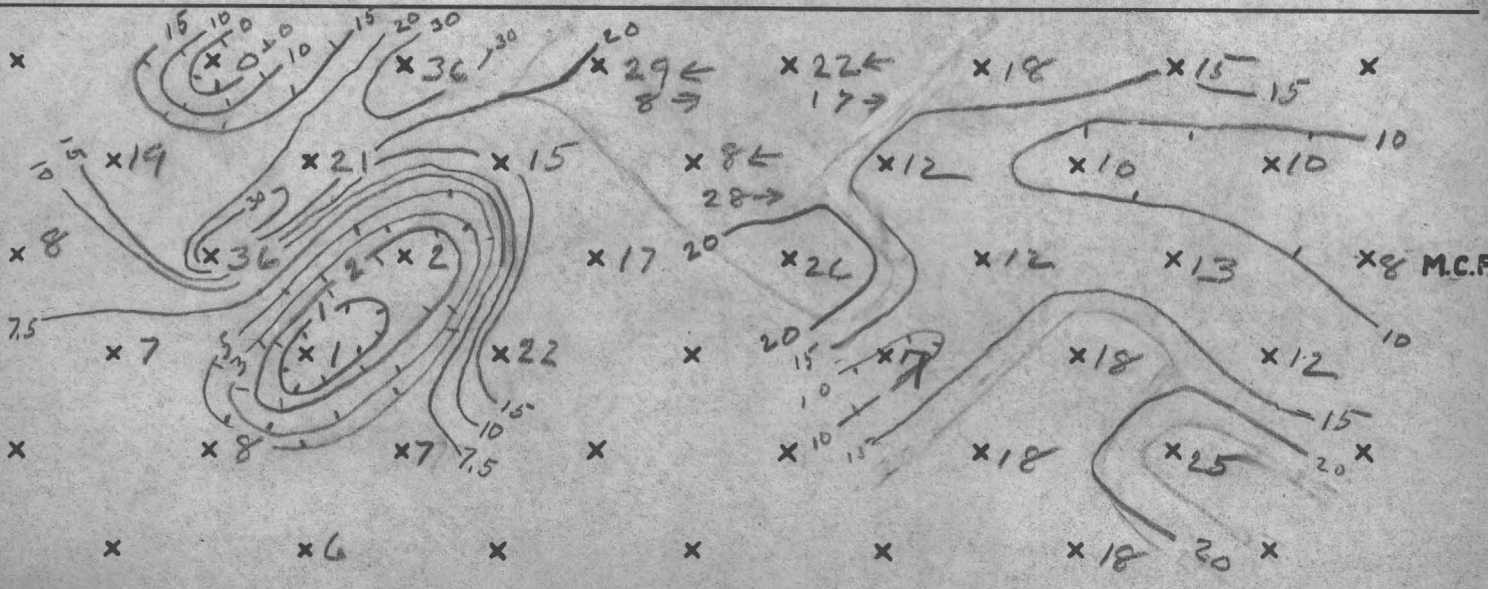 15 10 0 +0 10 15 20 30 30 20
x x 0 x 36 x 29 ← x 22 ← x 18 x 15 x
8 → 17 → 15
15 10 x 19 x 21 x 15 x 8 ← x 12 x 10 x 10 10
30 28 →
x 8 x 36 2 x 2 x 17 20 x 26 x 12 x 13 x 8 M.C.F
7.5 1 10
x 7 5 3 x 1 x 22 x 20 15 x 17 x 18 x 12
15 10 15
x x 8 x 7 10 7.5 x x 10 15 x 18 x 25 20 x
x x 6 x x x x 18 20 x